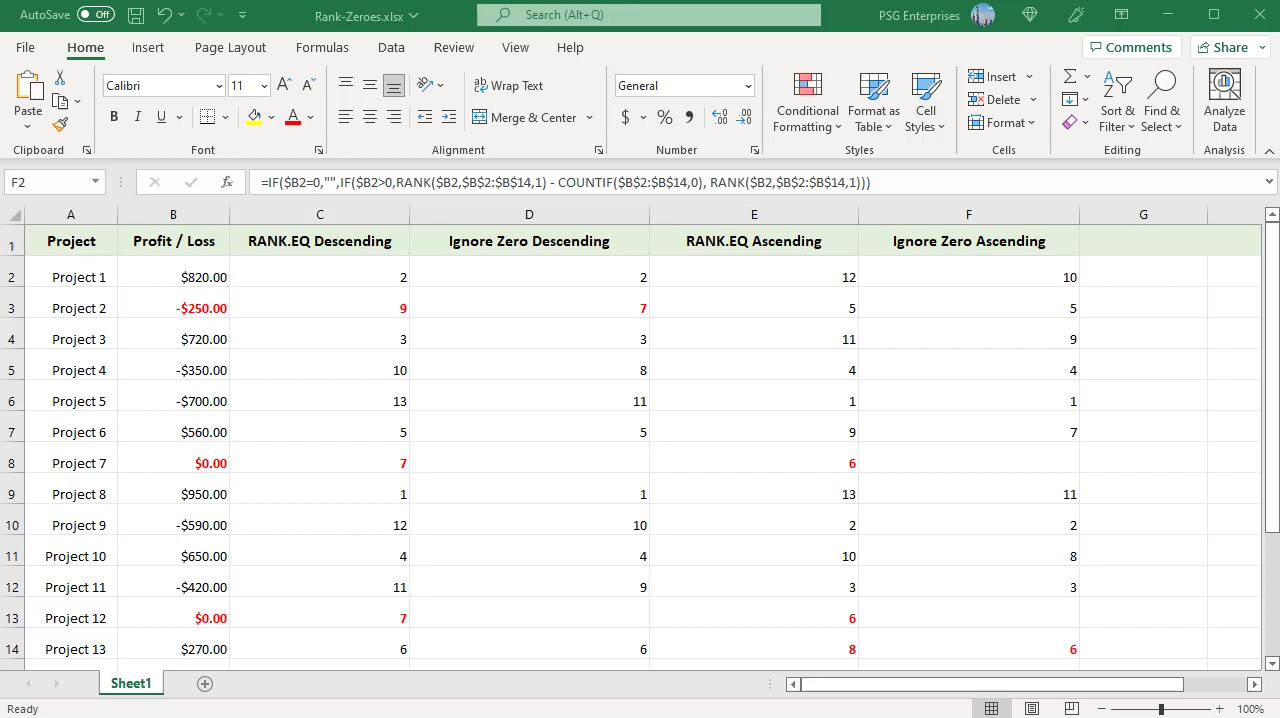 AutoSave Off Rank-Zeroes.xlsx Search (Alt+Q) PSG Enterprises
File Home Insert Page Layout Formulas Data Review View Help Comments Share
Calibri 11 General
Wrap Text Insert
Paste Conditional Formatting Format as Table Cell Styles Delete Sort & Filter Find & Select Analyze Data
B I U A Merge & Center $ % Format
Clipboard Font Alignment Number Styles Cells Editing Analysis
F2 fx =IF($B2=0,"",IF($B2>0,RANK($B2,$B$2:$B$14,1) - COUNTIF($B$2:$B$14,0), RANK($B2,$B$2:$B$14,1)))
A B C D E F G
1 Project Profit / Loss RANK.EQ Descending Ignore Zero Descending RANK.EQ Ascending Ignore Zero Ascending
2 Project 1 $820.00 2 2 12 10
3 Project 2 -$250.00 9 7 5 5
4 Project 3 $720.00 3 3 11 9
5 Project 4 -$350.00 10 8 4 4
6 Project 5 -$700.00 13 11 1 1
7 Project 6 $560.00 5 5 9 7
8 Project 7 $0.00 7 6
9 Project 8 $950.00 1 1 13 11
10 Project 9 -$590.00 12 10 2 2
11 Project 10 $650.00 4 4 10 8
12 Project 11 -$420.00 11 9 3 3
13 Project 12 $0.00 7 6
14 Project 13 $270.00 6 6 8 6
Sheet1
Ready 100%